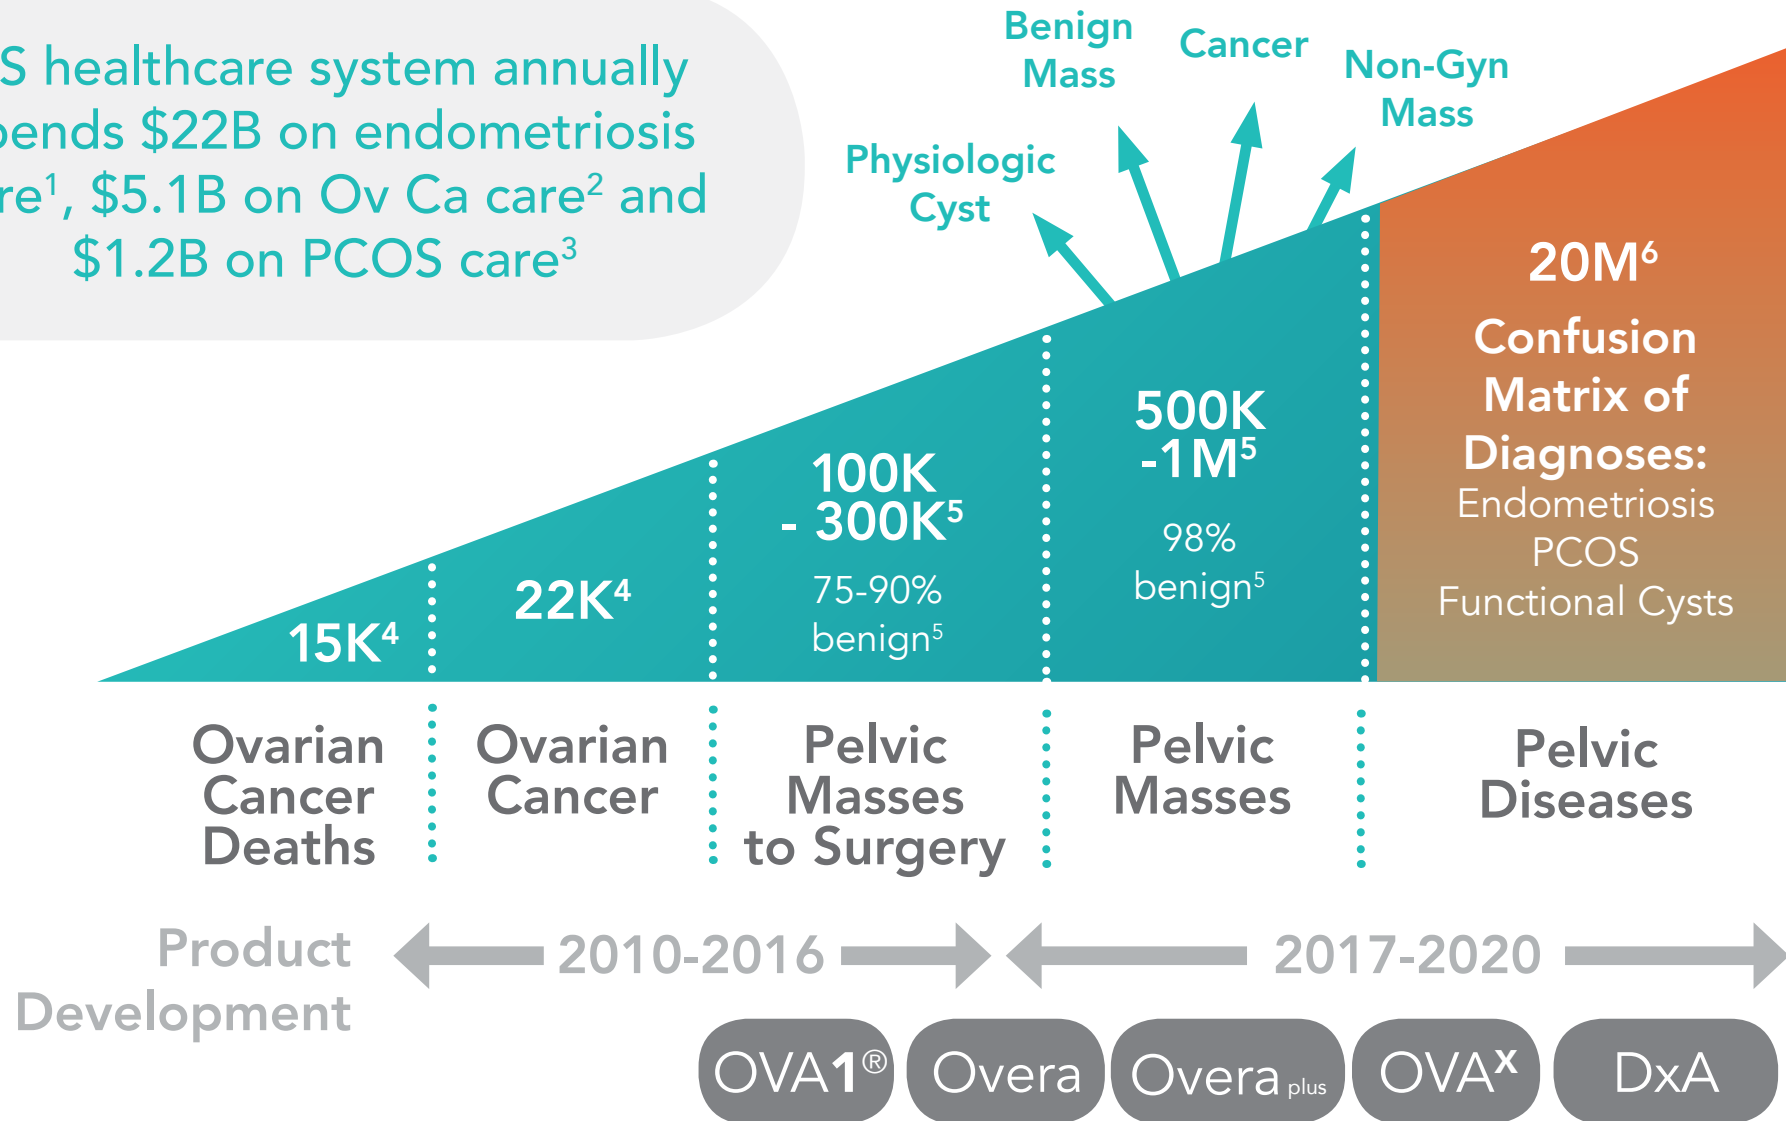 S healthcare system annually
pends $22B on endometriosis
re¹, $5.1B on Ov Ca care² and
$1.2B on PCOS care³
Physiologic
Cyst
Benign
Mass
Cancer
Non-Gyn
Mass
15K⁴
22K⁴
100K
- 300K⁵
75-90%
benign⁵
500K
-1M⁵
98%
benign⁵
20M⁶
Confusion
Matrix of
Diagnoses:
Endometriosis
PCOS
Functional Cysts
Ovarian
Cancer
Deaths
Ovarian
Cancer
Pelvic
Masses
to Surgery
Pelvic
Masses
Pelvic
Diseases
Product
Development
2010-2016
2017-2020
OVA1®
Overa
Overa plus
OVAx
DxA